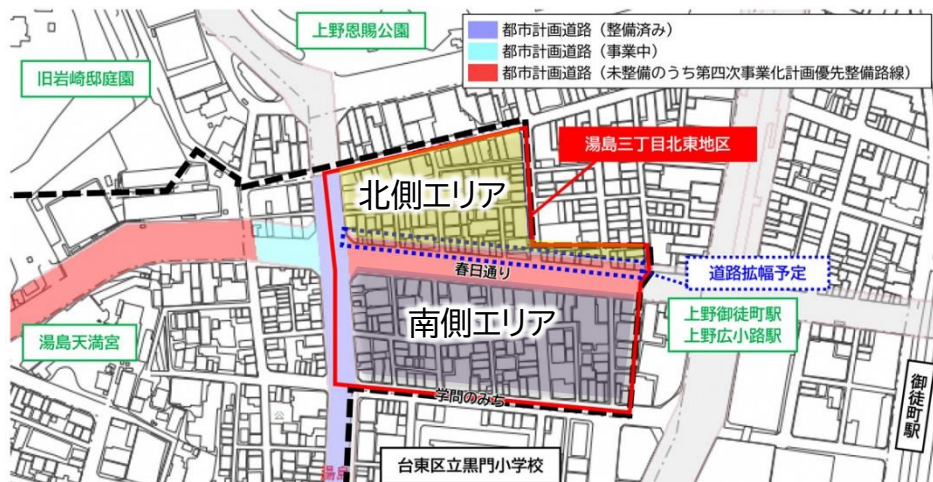 上野恩賜公園
都市計画道路（整備済み）
都市計画道路（事業中）
都市計画道路（未整備のうち第四次事業化計画優先整備路線）
旧岩崎邸庭園
湯島三丁目北東地区
北側エリア
道路拡幅予定
春日通り
南側エリア
上野御徒町駅
上野広小路駅
湯島天満宮
御徒町駅
学問のみち
台東区立黒門小学校